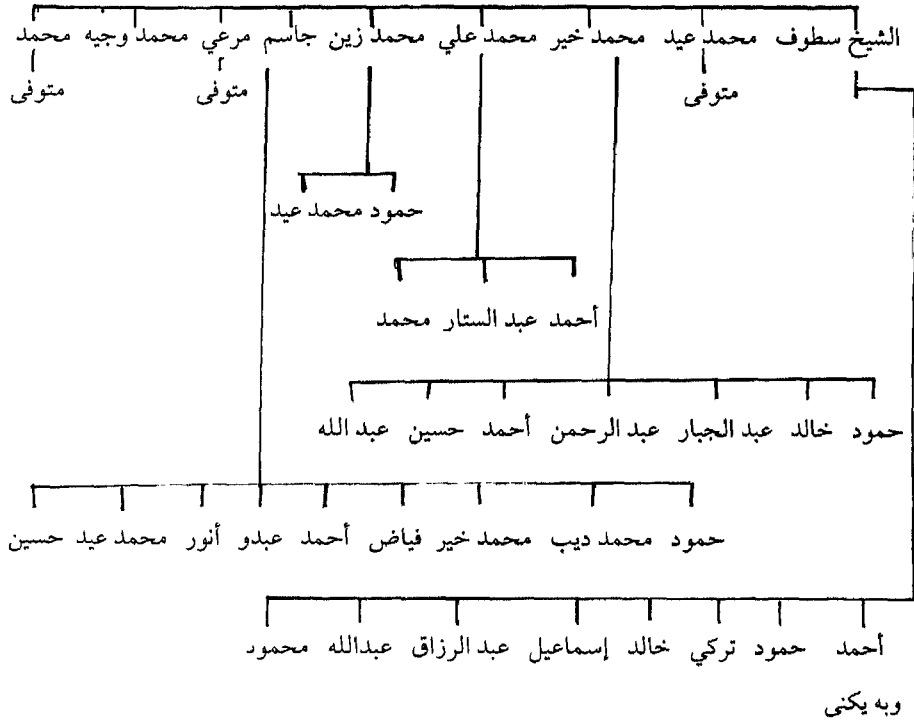 الشيخ سطوف محمد عيد محمد خير محمد علي محمد زين جاسم مرعي محمد وجيه محمد
متوفى متوفى متوفى
حمود محمد عيد
أحمد عبد الستار محمد
حمود خالد عبد الجبار عبد الرحمن أحمد حسين عبد الله
حمود محمد ديب محمد خير فياض أحمد عبدو أنور محمد عيد حسين
أحمد حمود تركي خالد إسماعيل عبد الرزاق عبدالله محمود
وبه يكنى